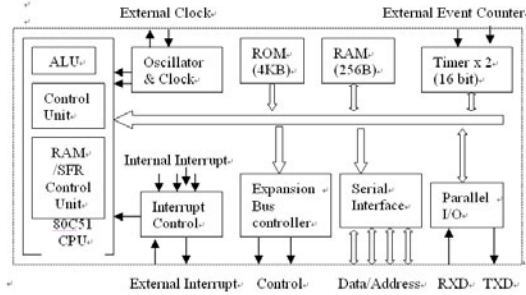 External Clock
External Event Counter
ALU
Oscillator
& Clock
ROM
(4KB)
RAM
(256B)
Timer x 2
(16 bit)
Control
Unit
RAM
/SFR
Control
Unit
80C51
CPU
Internal Interrupt
Interrupt
Control
Expansion
Bus
controller
Serial
Interface
Parallel
I/O
External Interrupt
Control
Data/Address
RXD
TXD